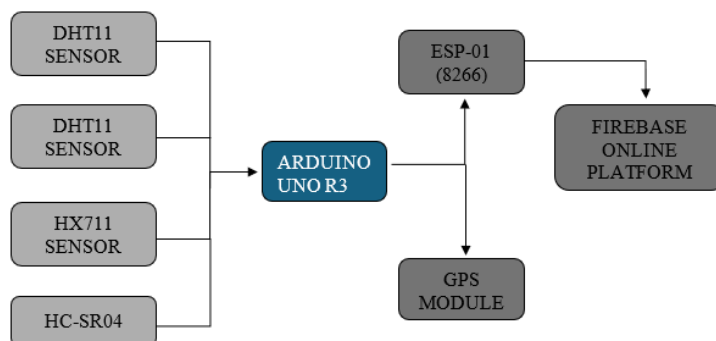 DHT11
SENSOR
DHT11
SENSOR
HX711
SENSOR
HC-SR04
ARDUINO
UNO R3
ESP-01
(8266)
GPS
MODULE
FIREBASE
ONLINE
PLATFORM